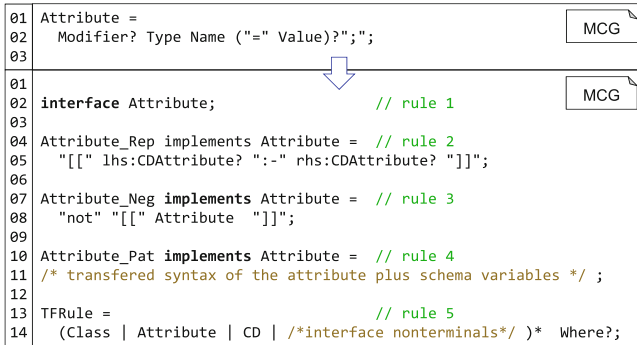 01 Attribute =
02   Modifier? Type Name ("=" Value)?";";
03
MCG
01
02 interface Attribute;                    // rule 1
03
04 Attribute_Rep implements Attribute =  // rule 2
05   "[[" lhs:CDAttribute? ":-" rhs:CDAttribute? "]]";
06
07 Attribute_Neg implements Attribute =  // rule 3
08   "not" "[[" Attribute  "]]";
09
10 Attribute_Pat implements Attribute =  // rule 4
11 /* transfered syntax of the attribute plus schema variables */ ;
12
13 TFRule =                              // rule 5
14   (Class | Attribute | CD | /*interface nonterminals*/ )*  Where?;
MCG